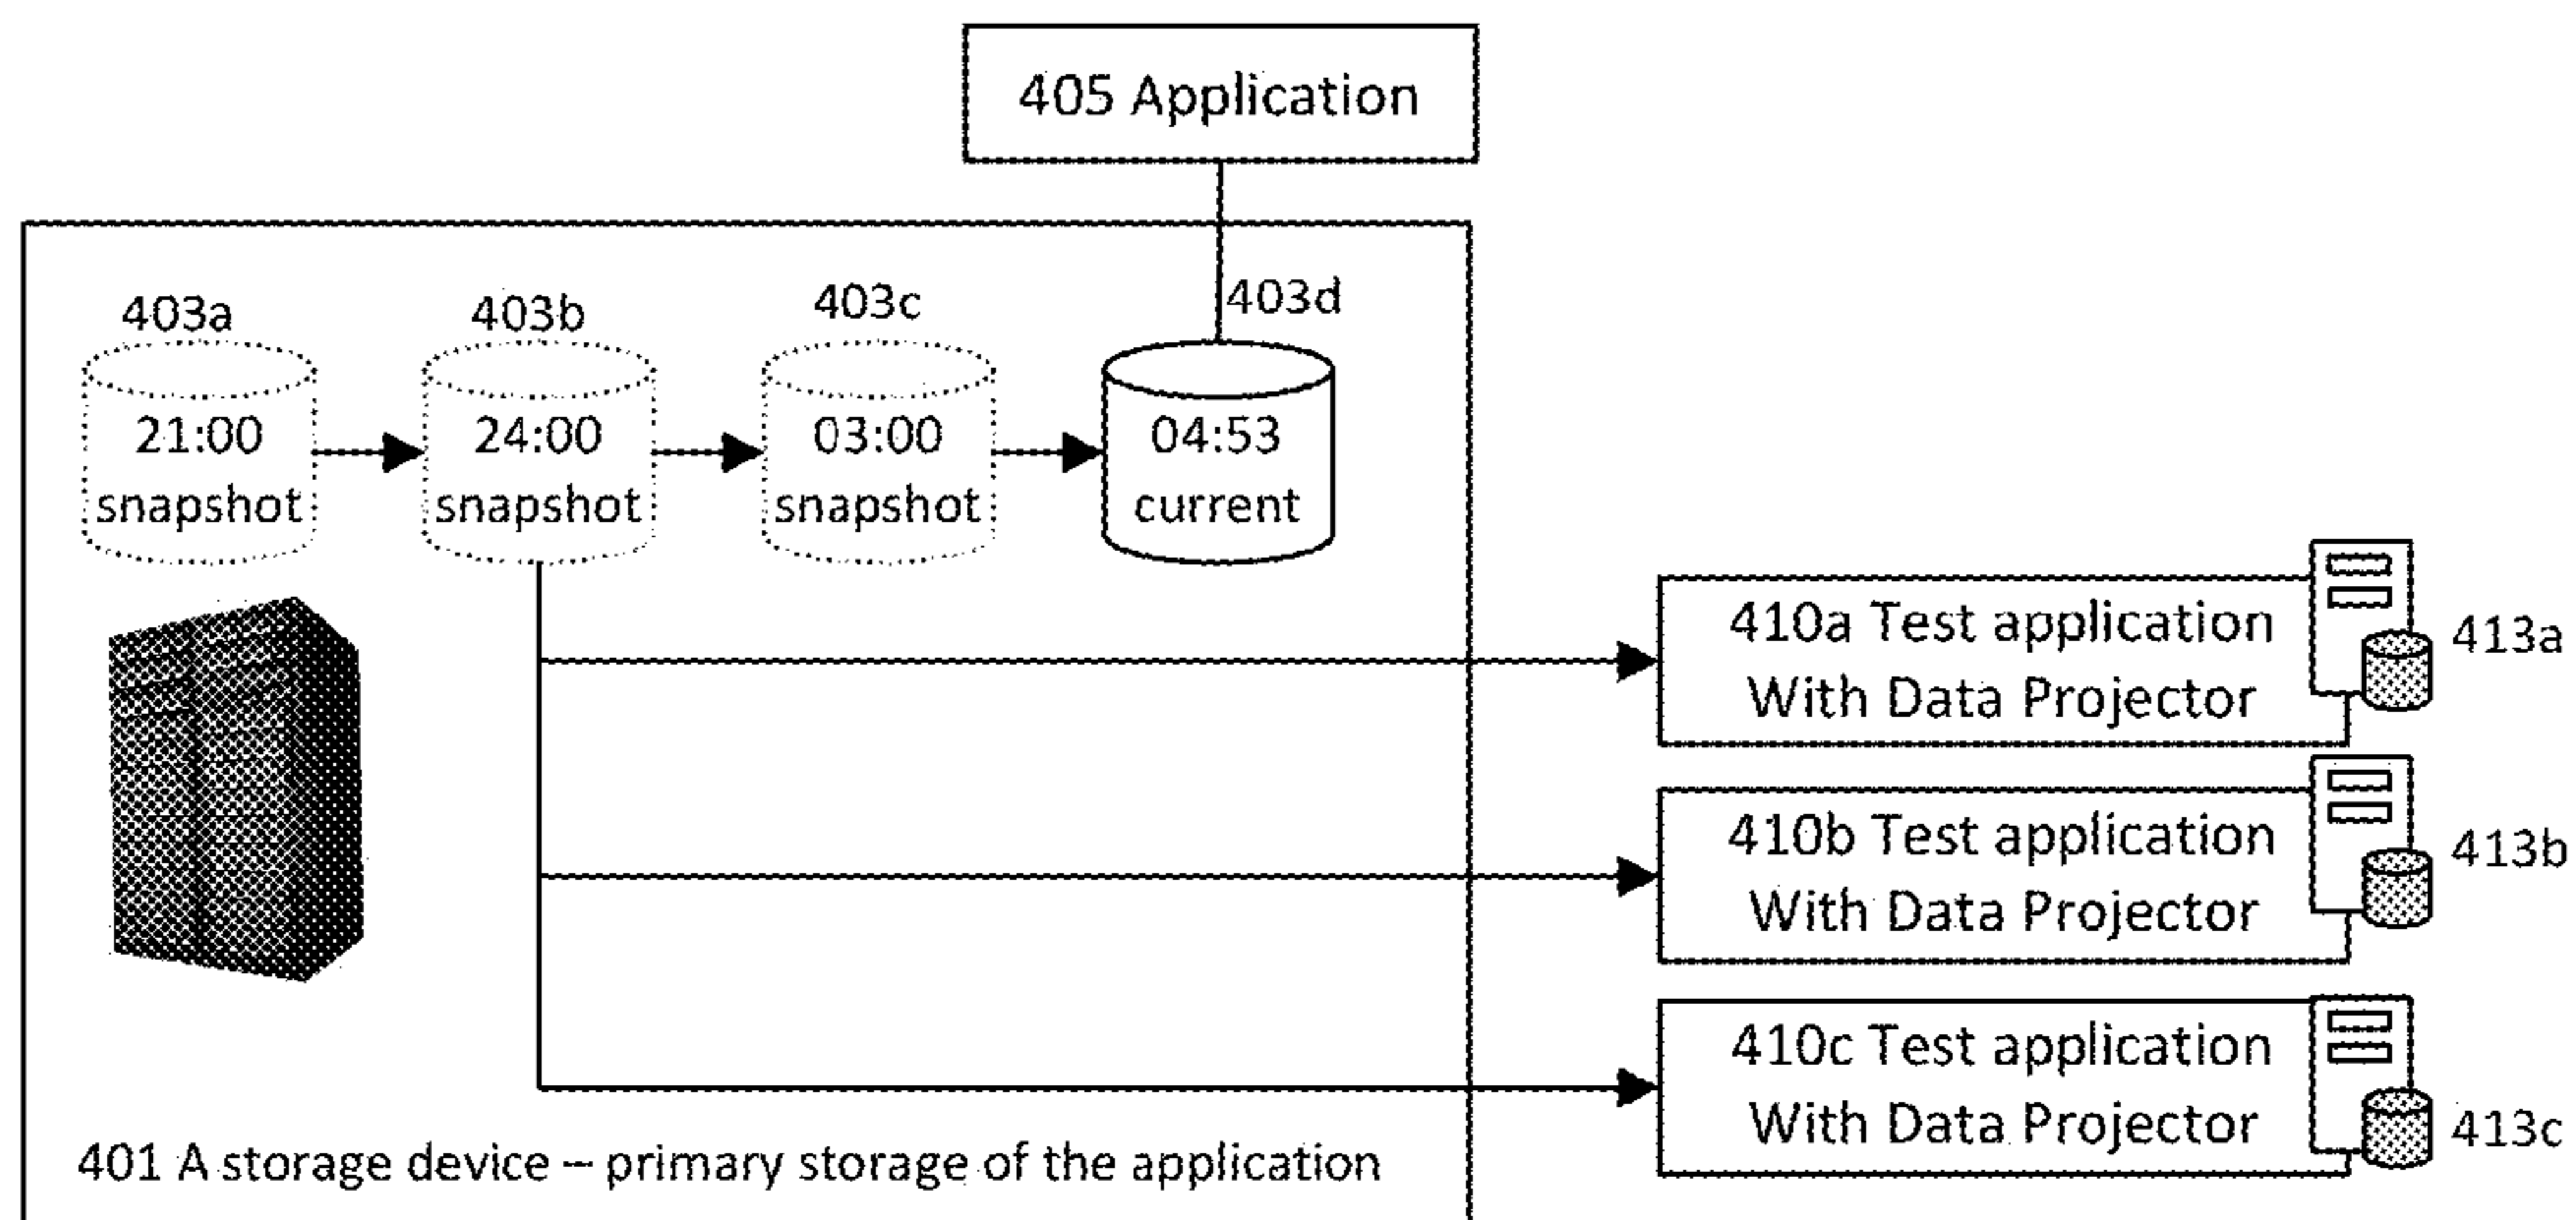 405 Application
403a
403b
403c
403d
21:00
snapshot
24:00
snapshot
03:00
snapshot
04:53
current
410a Test application
With Data Projector
413a
410b Test application
With Data Projector
413b
410c Test application
With Data Projector
413c
401 A storage device – primary storage of the application